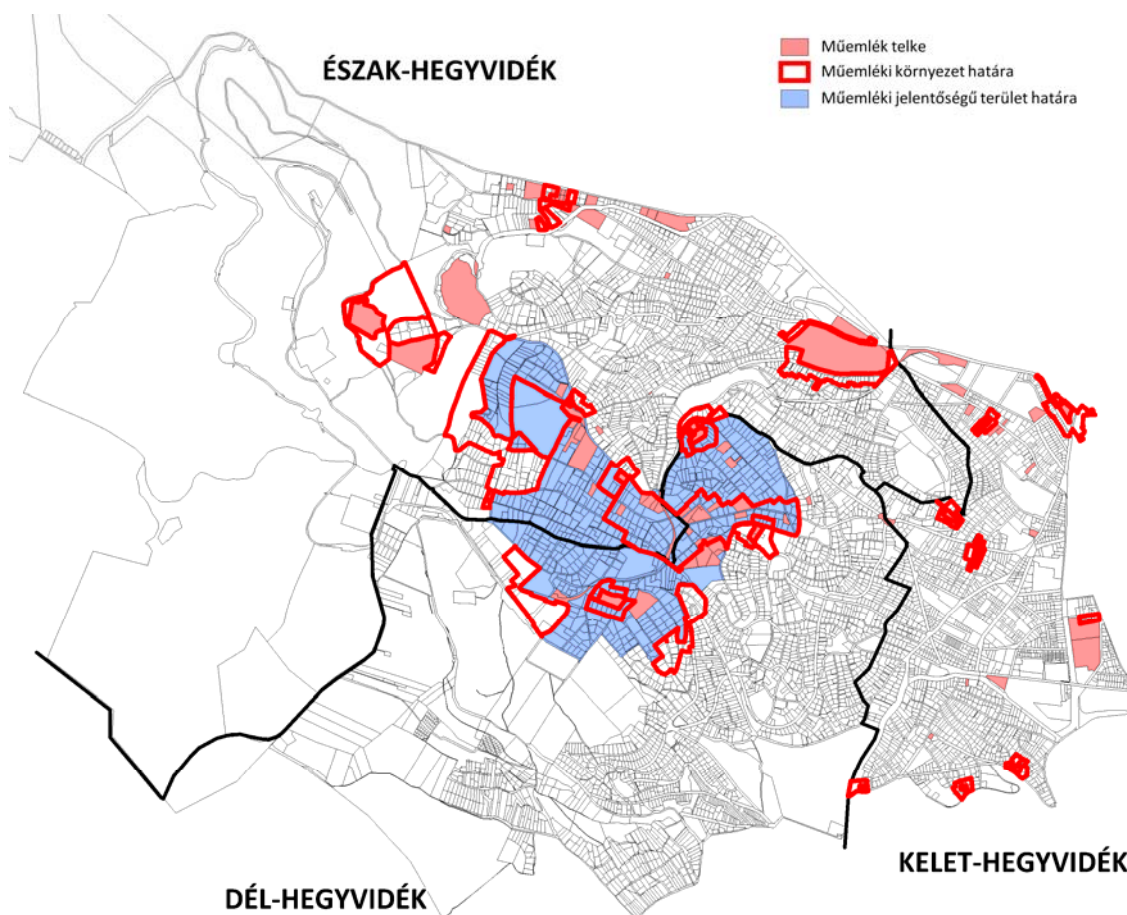 ÉSZAK-HEGYVIDÉK
Műemlék telke
Műemléki környezet határa
Műemléki jelentőségű terület határa
KELET-HEGYVIDÉK
DÉL-HEGYVIDÉK